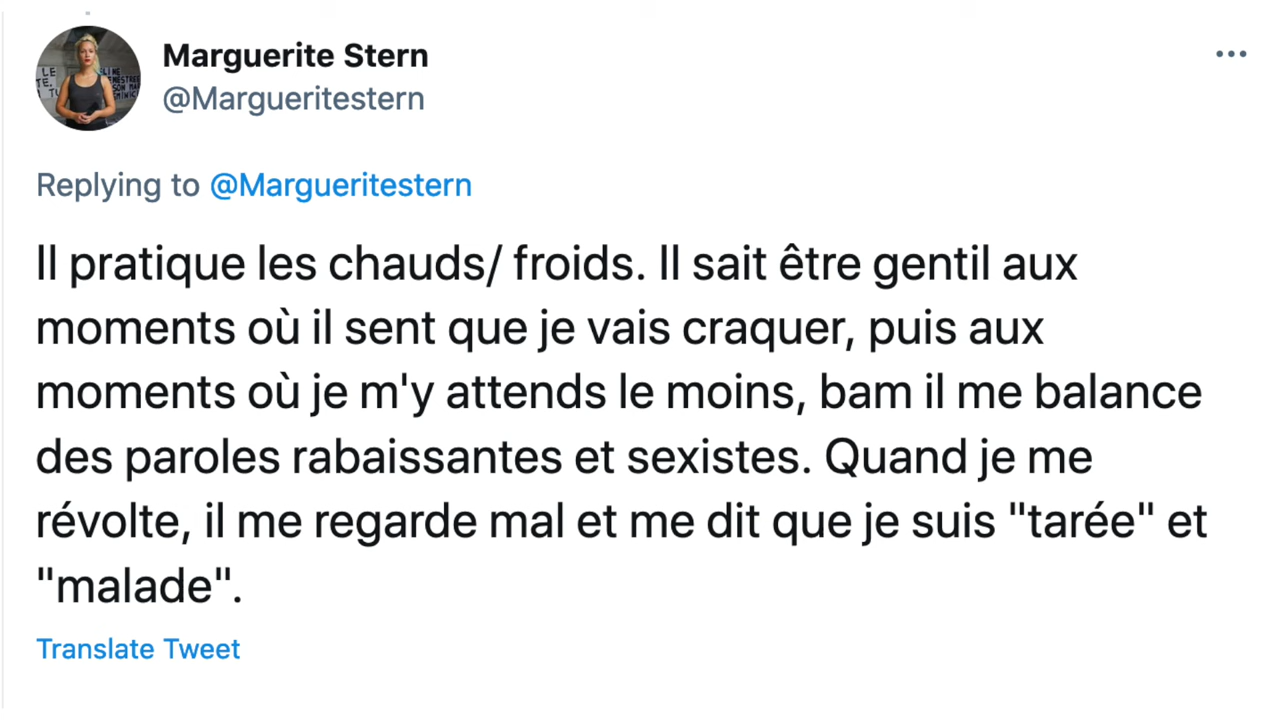 Marguerite Stern
@Margueritestern
Replying to @Margueritestern
Il pratique les chauds/ froids. Il sait être gentil aux
moments où il sent que je vais craquer, puis aux
moments où je m'y attends le moins, bam il me balance
des paroles rabaissantes et sexistes. Quand je me
révolte, il me regarde mal et me dit que je suis "tarée" et
"malade".
Translate Tweet